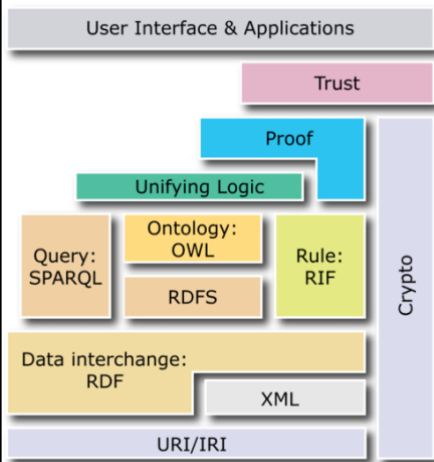 User Interface & Applications
Trust
Proof
Unifying Logic
Query:
SPARQL
Ontology:
OWL
RDFS
Rule:
RIF
Crypto
Data interchange:
RDF
XML
URI/IRI